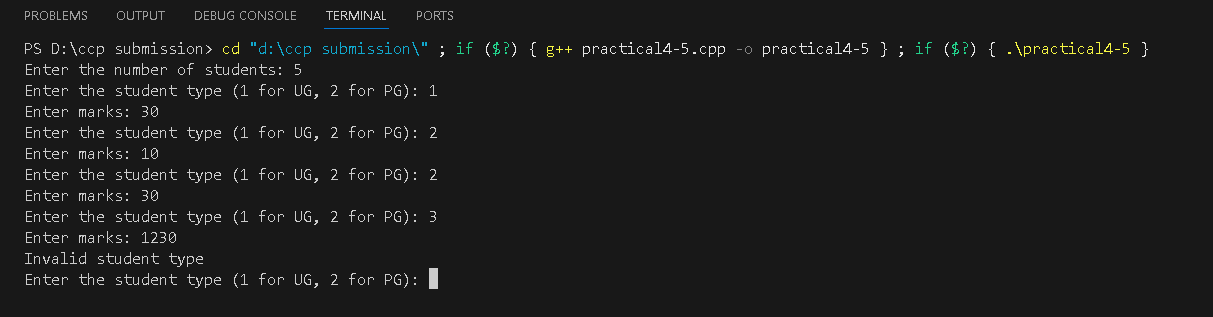 PROBLEMS OUTPUT DEBUG CONSOLE TERMINAL PORTS
PS D:\ccp submission> cd "d:\ccp submission\" ; if ($?) { g++ practical4-5.cpp -o practical4-5 } ; if ($?) { .\practical4-5 }
Enter the number of students: 5
Enter the student type (1 for UG, 2 for PG): 1
Enter marks: 30
Enter the student type (1 for UG, 2 for PG): 2
Enter marks: 10
Enter the student type (1 for UG, 2 for PG): 2
Enter marks: 30
Enter the student type (1 for UG, 2 for PG): 3
Enter marks: 1230
Invalid student type
Enter the student type (1 for UG, 2 for PG):